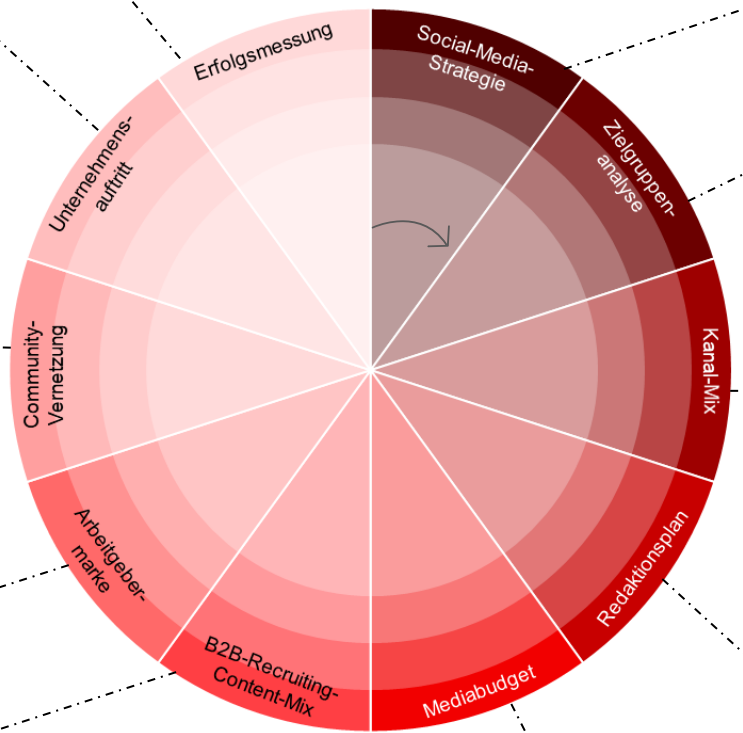 Social-Media-
Strategie
Zielgruppen-
analyse
Kanal-Mix
Redaktionsplan
Mediabudget
B2B-Recruiting-
Content-Mix
Arbeitgeber-
marke
Community-
Vernetzung
Unternehmens-
auftritt
Erfolgsmessung